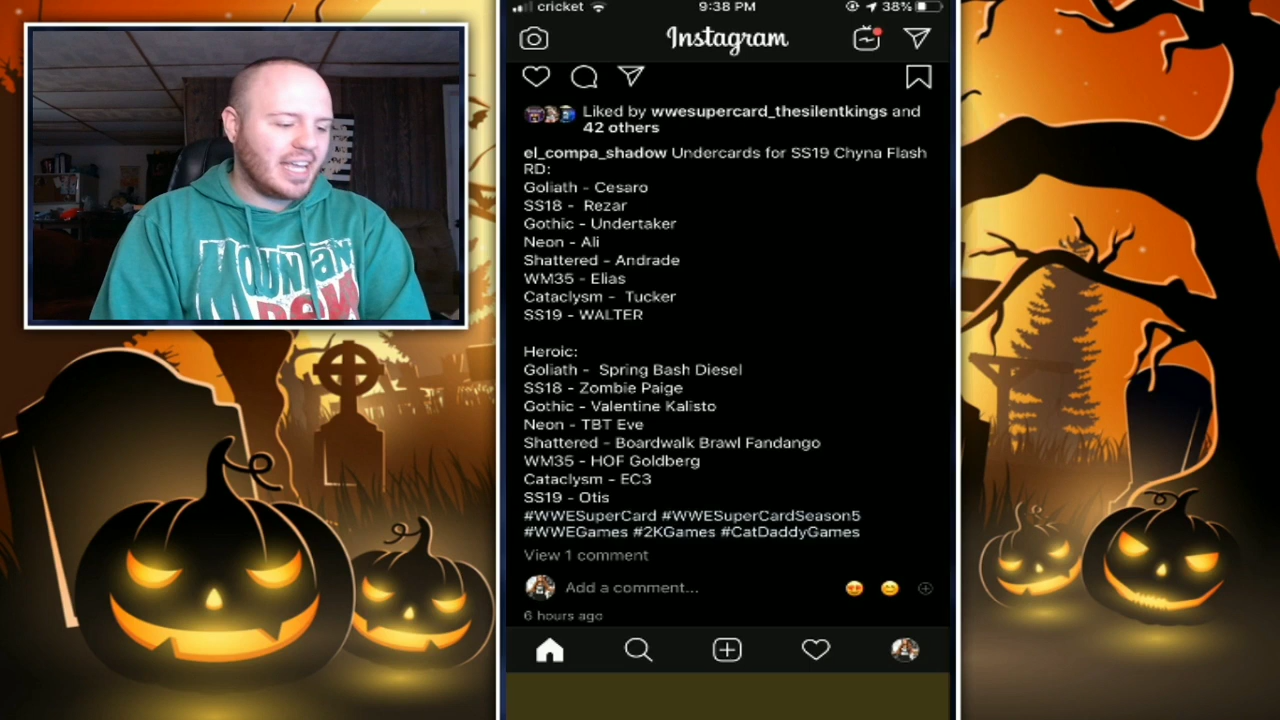 cricket
9:38 PM
38%
Instagram
Liked by wwesupercard_thesilentkings and
42 others
el_compa_shadow Undercards for SS19 Chyna Flash
RD:
Goliath - Cesaro
SS18 - Rezar
Gothic - Undertaker
Neon - Ali
Shattered - Andrade
WM35 - Elias
Cataclysm - Tucker
SS19 - WALTER
Heroic:
Goliath - Spring Bash Diesel
SS18 - Zombie Paige
Gothic - Valentine Kalisto
Neon - TBT Eve
Shattered - Boardwalk Brawl Fandango
WM35 - HOF Goldberg
Cataclysm - EC3
SS19 - Otis
#WWESuperCard #WWESuperCardSeason5
#WWEGames #2KGames #CatDaddyGames
View 1 comment
Add a comment...
6 hours ago
MOUNTAIN
DEW